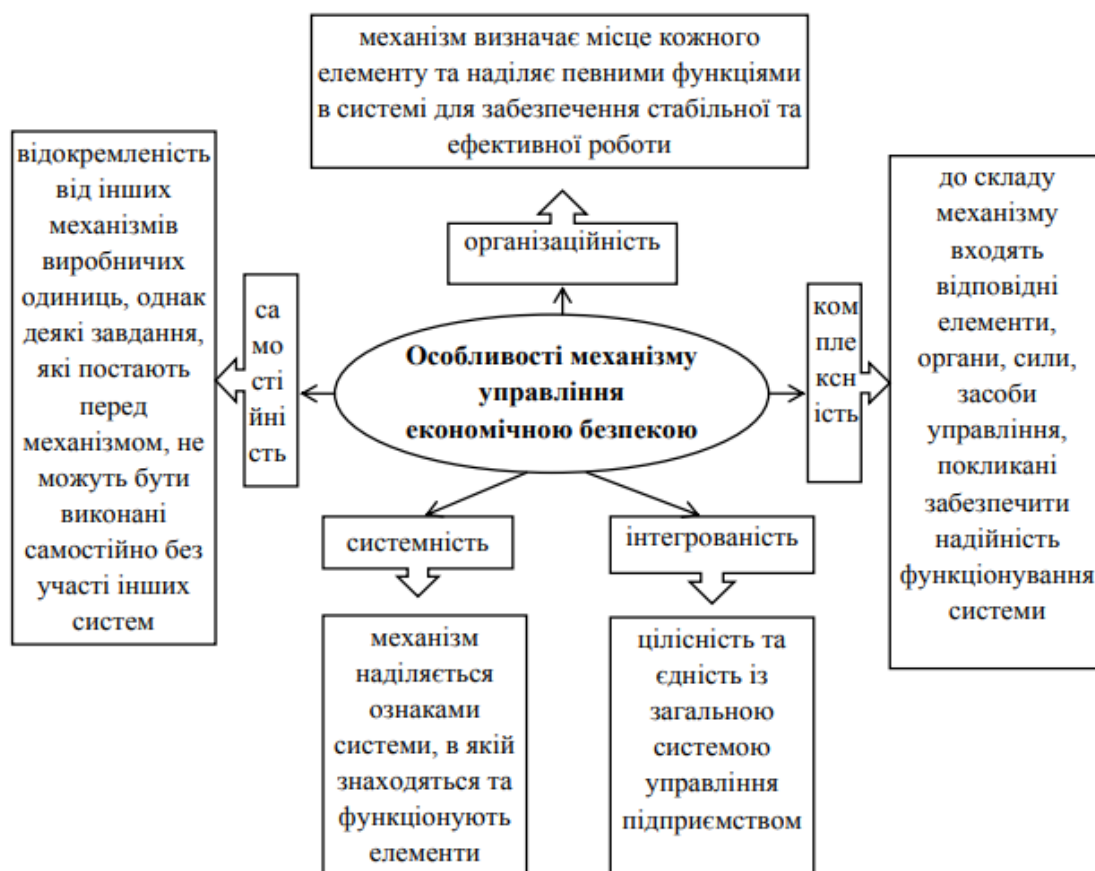 механізм визначає місце кожного
елементу та наділяє певними функціями
в системі для забезпечення стабільної та
ефективної роботи
організаційність
відокремленість
від інших
механізмів
виробничих
одиниць, однак
деякі завдання,
які постають
перед
механізмом, не
можуть бути
виконані
самостійно без
участі інших
систем
са
мо
сті
йні
сть
Особливості механізму
управління
економічною безпекою
ком
пле
ксн
ість
до складу
механізму
входять
відповідні
елементи,
органи, сили,
засоби
управління,
покликані
забезпечити
надійність
функціонування
системи
системність
механізм
наділяється
ознаками
системи, в якій
знаходяться та
функціонують
елементи
інтегрованість
цілісність та
єдність із
загальною
системою
управління
підприємством